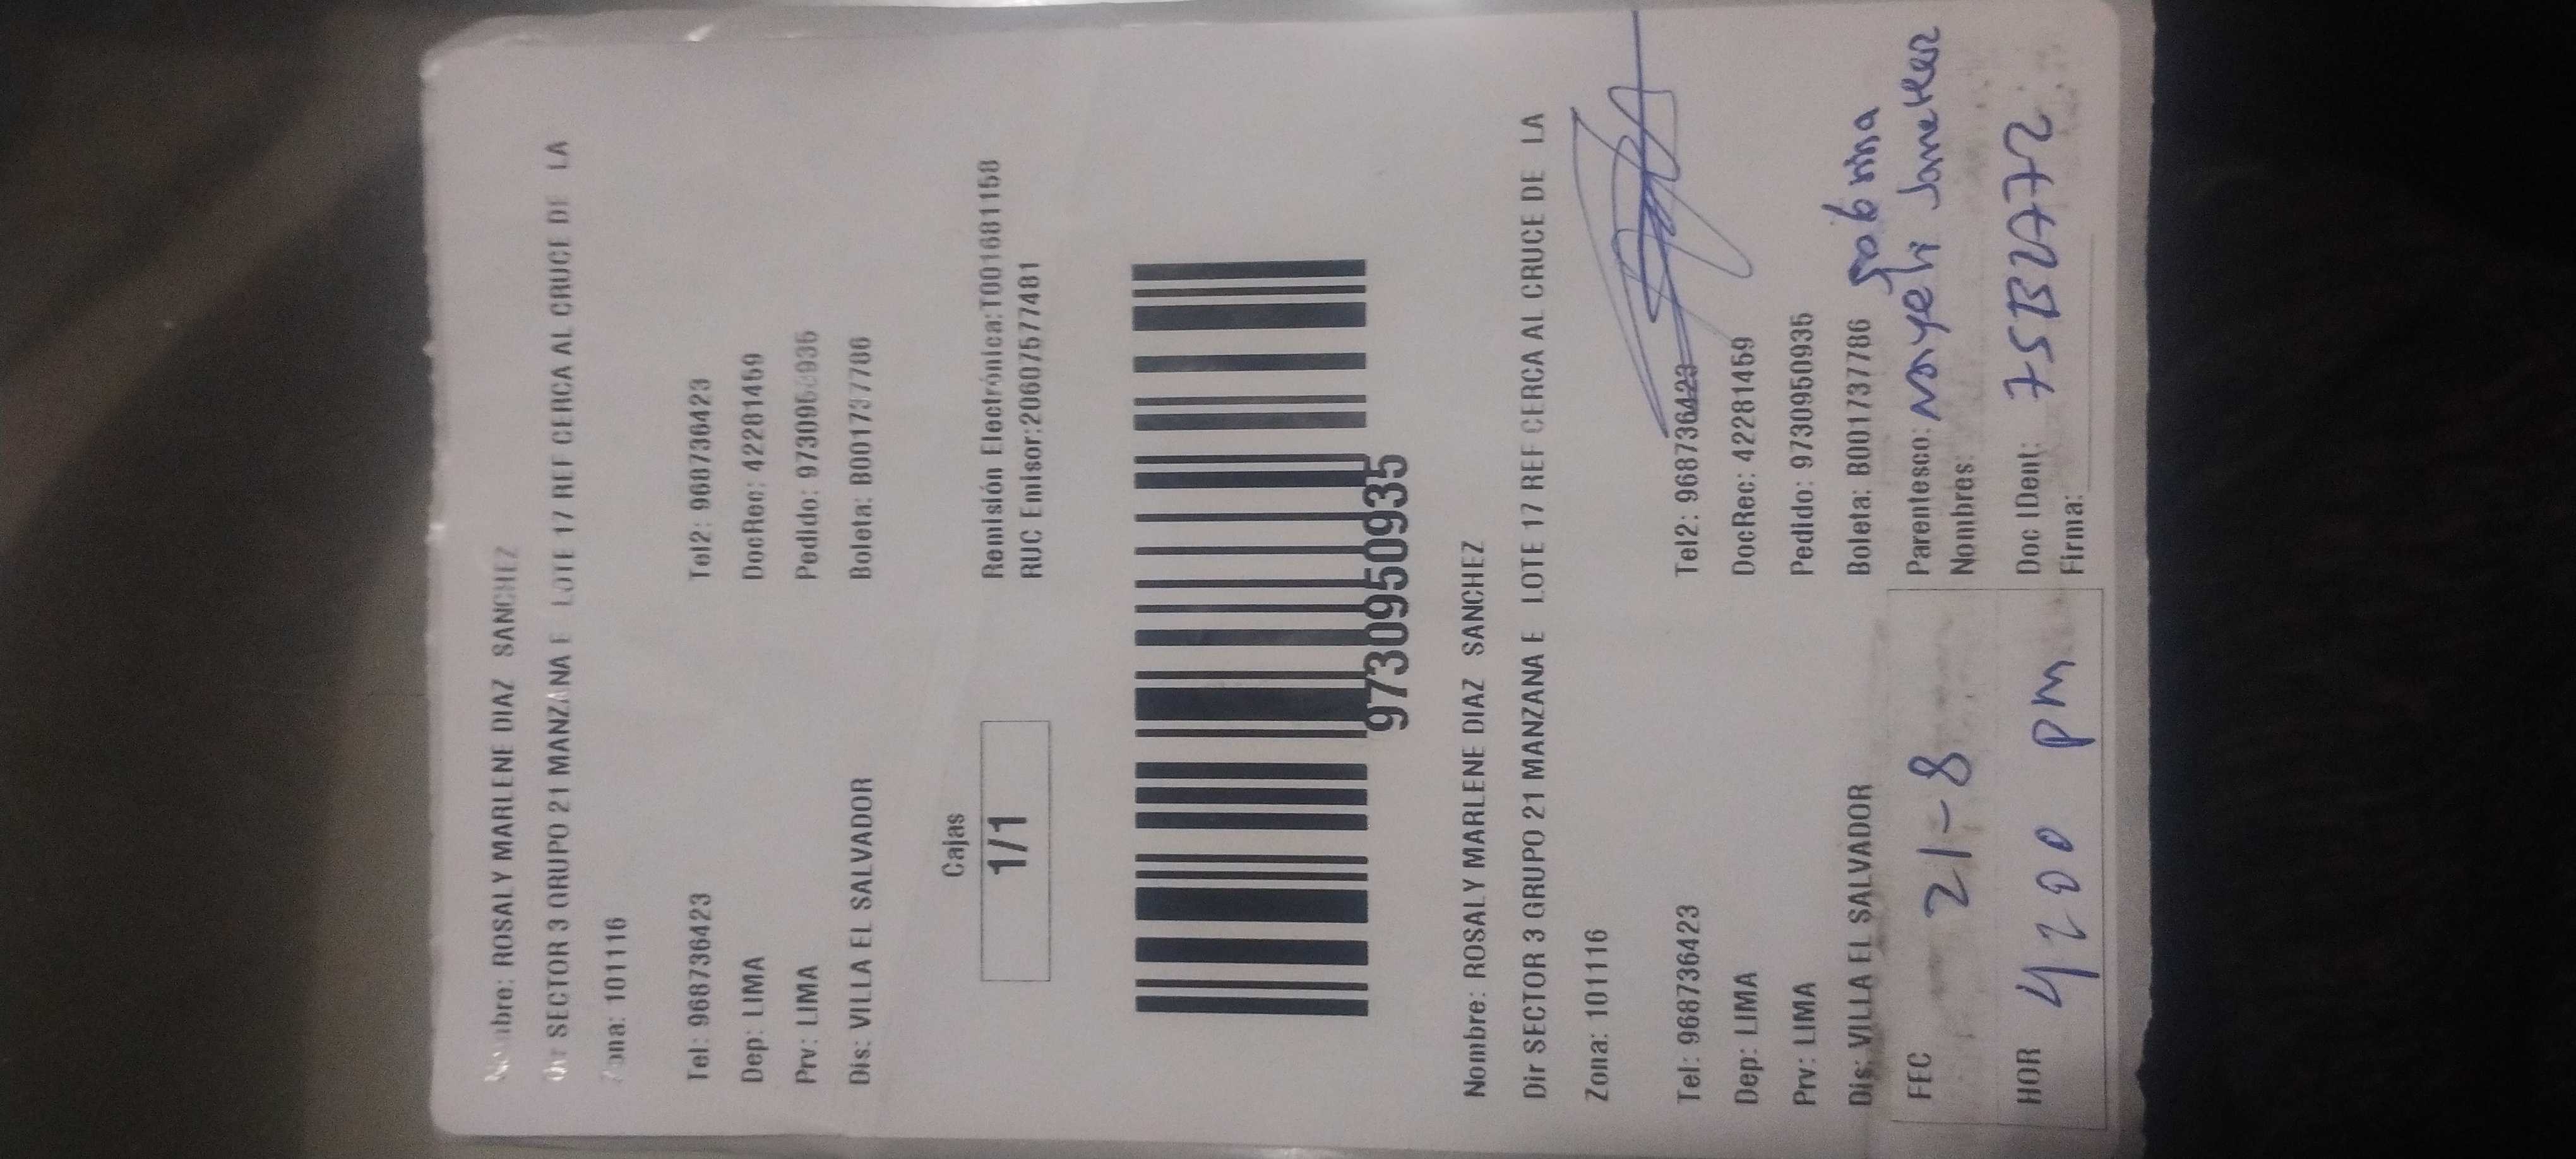 Nombre: ROSALY MARLENE DIAZ SANCHEZ
Dir SECTOR 3 GRUPO 21 MANZANA E LOTE 17 REF CERCA AL CRUCE DE LA
Zona: 101116
Tel: 968736423 Tel2: 968736423
Dep: LIMA DocRec: 42281459
Prv: LIMA Pedido: 9730950935
Dis: VILLA EL SALVADOR Boleta: B001737786
Cajas
1/1
Remisión Electrónica:T001681158
RUC Emisor:20607577481
9730950935
Nombre: ROSALY MARLENE DIAZ SANCHEZ
Dir SECTOR 3 GRUPO 21 MANZANA E LOTE 17 REF CERCA AL CRUCE DE LA
Zona: 101116
Tel: 968736423 Tel2: 968736423
Dep: LIMA DocRec: 42281459
Prv: LIMA Pedido: 9730950935
Dis: VILLA EL SALVADOR Boleta: B001737786
FEC 21-8 Parentesco: Sobrina
Nombres: Nayeli
HOR 4200 pm Doc IDent:
Firma: